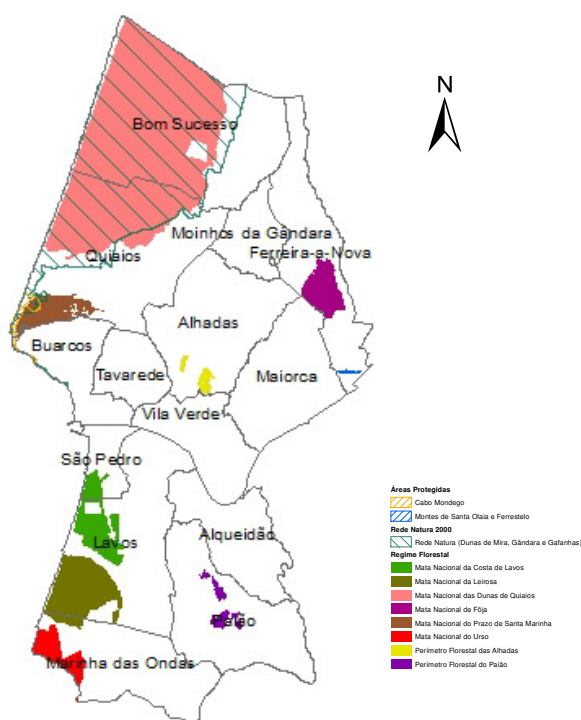 N
Bom Sucesso
Moinhos da Gândara
Quiaios
Ferreira-a-Nova
Alhadas
Buarcos
Tavarede
Maiorca
Vila Verde
São Pedro
Alqueidão
Lavos
Paião
Marinha das Ondas
Áreas Protegidas
Cabo Mondego
Montes de Santa Olaia e Ferrestelo
Rede Natura 2000
Rede Natura (Dunas de Mira, Gândara e Gafanhas)
Regime Florestal
Mata Nacional da Costa de Lavos
Mata Nacional da Leirosa
Mata Nacional das Dunas de Quiaios
Mata Nacional de Fôja
Mata Nacional do Prazo de Santa Marinha
Mata Nacional do Urso
Perímetro Florestal das Alhadas
Perímetro Florestal do Paião